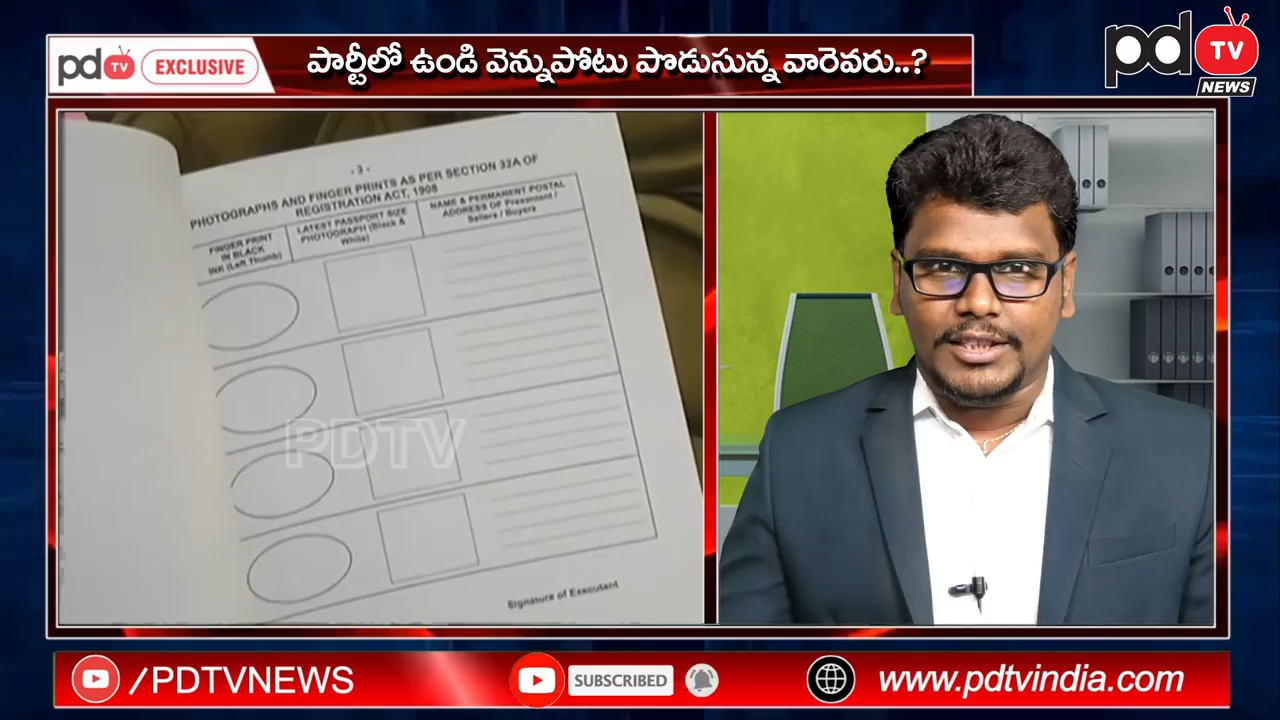 pd TV EXCLUSIVE
పార్టీలో ఉండి వెన్నుపోటు పొడుసున్న వారెవరు..?
pd TV NEWS
- 3 -
PHOTOGRAPHS AND FINGER PRINTS AS PER SECTION 32A OF
REGISTRATION ACT, 1908
FINGER PRINT
IN BLACK
INK (Left Thumb)
LATEST PASSPORT SIZE
PHOTOGRAPH (Black &
White)
NAME & PERMANENT POSTAL
ADDRESS OF Presentant /
Sellers / Buyers
PDTV
Signature of Executant
/PDTVNEWS
SUBSCRIBED
www.pdtvindia.com